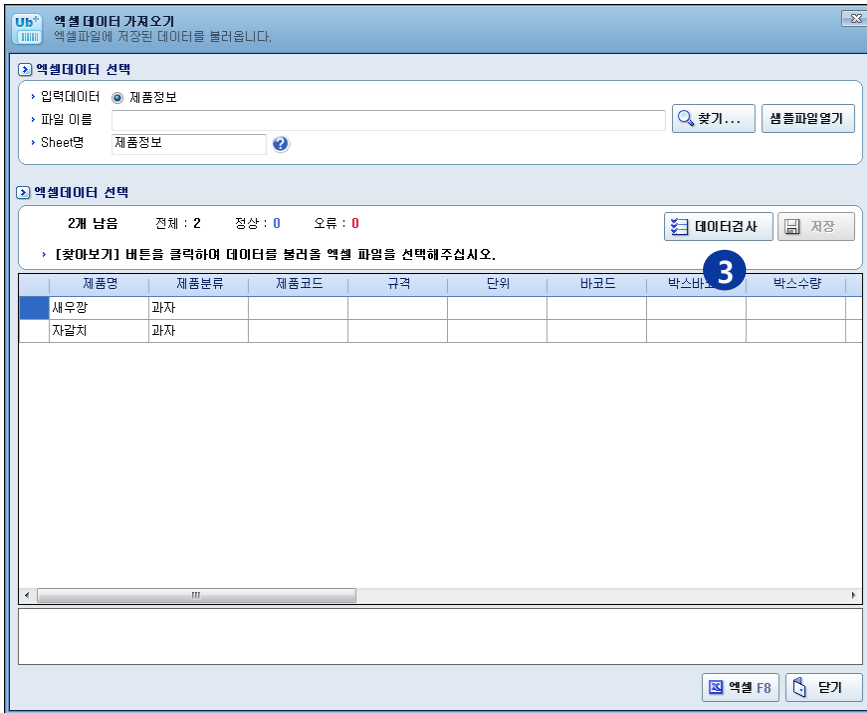 Ub+ 엑셀 데이터 가져오기
엑셀파일에 저장된 데이터를 불러옵니다.
엑셀데이터 선택
입력데이터 제품정보
파일 이름 찾기... 샘플파일열기
Sheet명 제품정보 ?
엑셀데이터 선택
2개 남음 전체 : 2 정상 : 0 오류 : 0 데이터검사 저장
[찾아보기] 버튼을 클릭하여 데이터를 불러올 엑셀 파일을 선택해주십시오.
3
제품명 제품분류 제품코드 규격 단위 바코드 박스바 박스수량
새우깡 과자
자갈치 과자
엑셀 F8 닫기